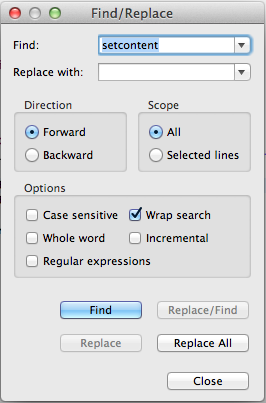 Find/Replace
Find: setcontent
Replace with:
Direction Scope
Forward All
Backward Selected lines
Options
Case sensitive Wrap search
Whole word Incremental
Regular expressions
Find Replace/Find
Replace Replace All
Close